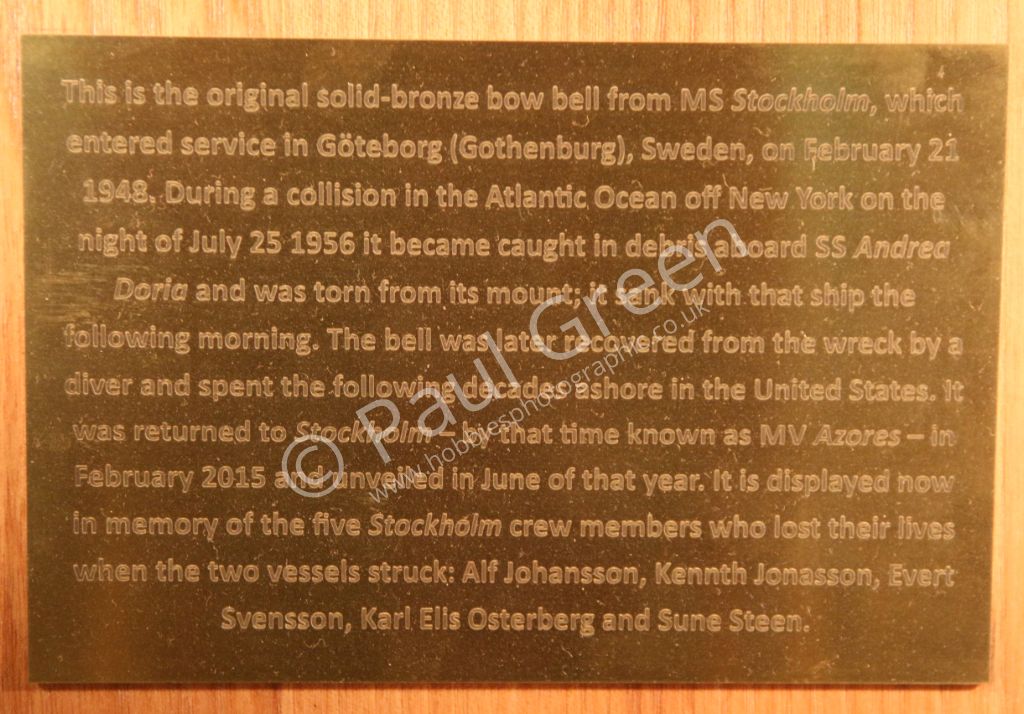 This is the original solid-bronze bow bell from MS Stockholm, which
entered service in Göteborg (Gothenburg), Sweden, on February 21
1948. During a collision in the Atlantic Ocean off New York on the
night of July 25 1956 it became caught in debris aboard SS Andrea
Doria and was torn from its mount; it sank with that ship the
following morning. The bell was later recovered from the wreck by a
diver and spent the following decades ashore in the United States. It
was returned to Stockholm – by that time known as MV Azores – in
February 2015 and unveiled in June of that year. It is displayed now
in memory of the five Stockholm crew members who lost their lives
when the two vessels struck: Alf Johansson, Kennth Jonasson, Evert
Svensson, Karl Elis Osterberg and Sune Steen.
© Paul Green
www.hobbiesphotographic.co.uk